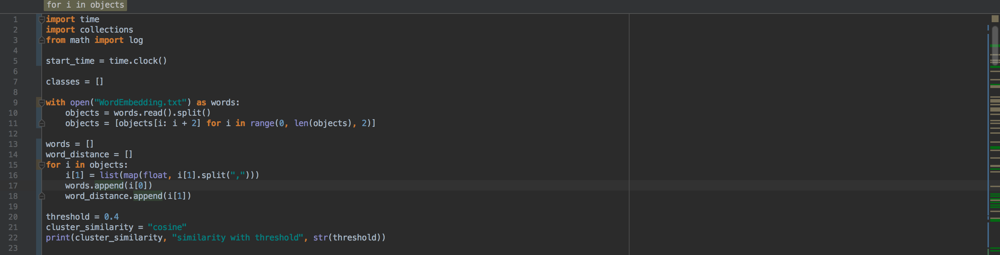 for i in objects
1 import time
2 import collections
3 from math import log
4
5 start_time = time.clock()
6
7 classes = []
8
9 with open("WordEmbedding.txt") as words:
10     objects = words.read().split()
11     objects = [objects[i: i + 2] for i in range(0, len(objects), 2)]
12
13 words = []
14 word_distance = []
15 for i in objects:
16     i[1] = list(map(float, i[1].split(",")))
17     words.append(i[0])
18     word_distance.append(i[1])
19
20 threshold = 0.4
21 cluster_similarity = "cosine"
22 print(cluster_similarity, "similarity with threshold", str(threshold))
23